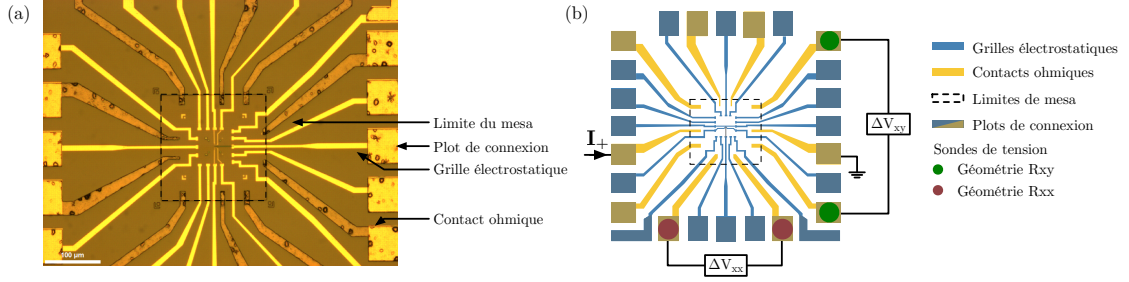 (a)
Limite du mesa
Plot de connexion
Grille électrostatique
Contact ohmique
100 µm
(b)
I+
ΔVxy
ΔVxx
Grilles électrostatiques
Contacts ohmiques
Limites de mesa
Plots de connexion
Sondes de tension
Géométrie Rxy
Géométrie Rxx